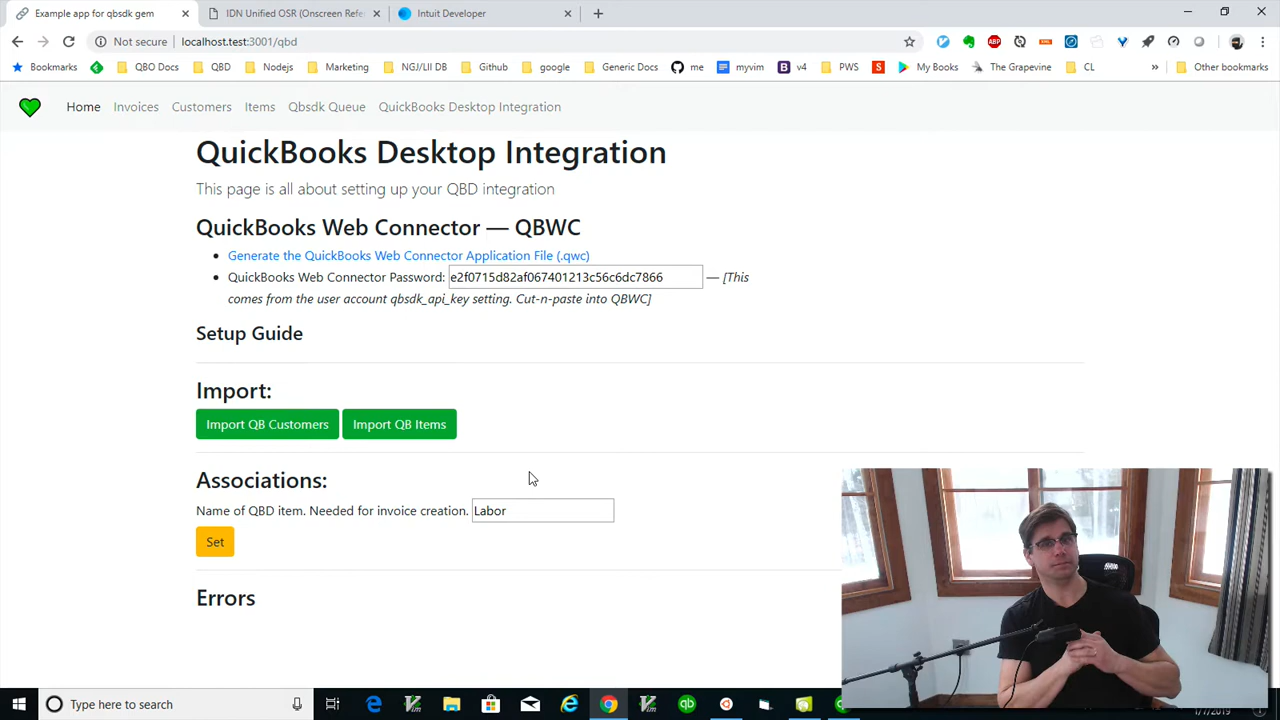 Example app for qbsdk gem
IDN Unified OSR (Onscreen Refe
Intuit Developer
Not secure
localhost.test:3001/qbd
Bookmarks
QBO Docs
QBD
Nodejs
Marketing
NGJ/LII DB
Github
google
Generic Docs
me
myvim
v4
PWS
My Books
The Grapevine
CL
»
Other bookmarks
Home
Invoices
Customers
Items
Qbsdk Queue
QuickBooks Desktop Integration
QuickBooks Desktop Integration
This page is all about setting up your QBD integration
QuickBooks Web Connector — QBWC
Generate the QuickBooks Web Connector Application File (.qwc)
QuickBooks Web Connector Password: e2f0715d82af067401213c56c6dc7866 — [This
comes from the user account qbsdk_api_key setting. Cut-n-paste into QBWC]
Setup Guide
Import:
Import QB Customers
Import QB Items
Associations:
Name of QBD item. Needed for invoice creation. Labor
Set
Errors
Type here to search
1/7/2019